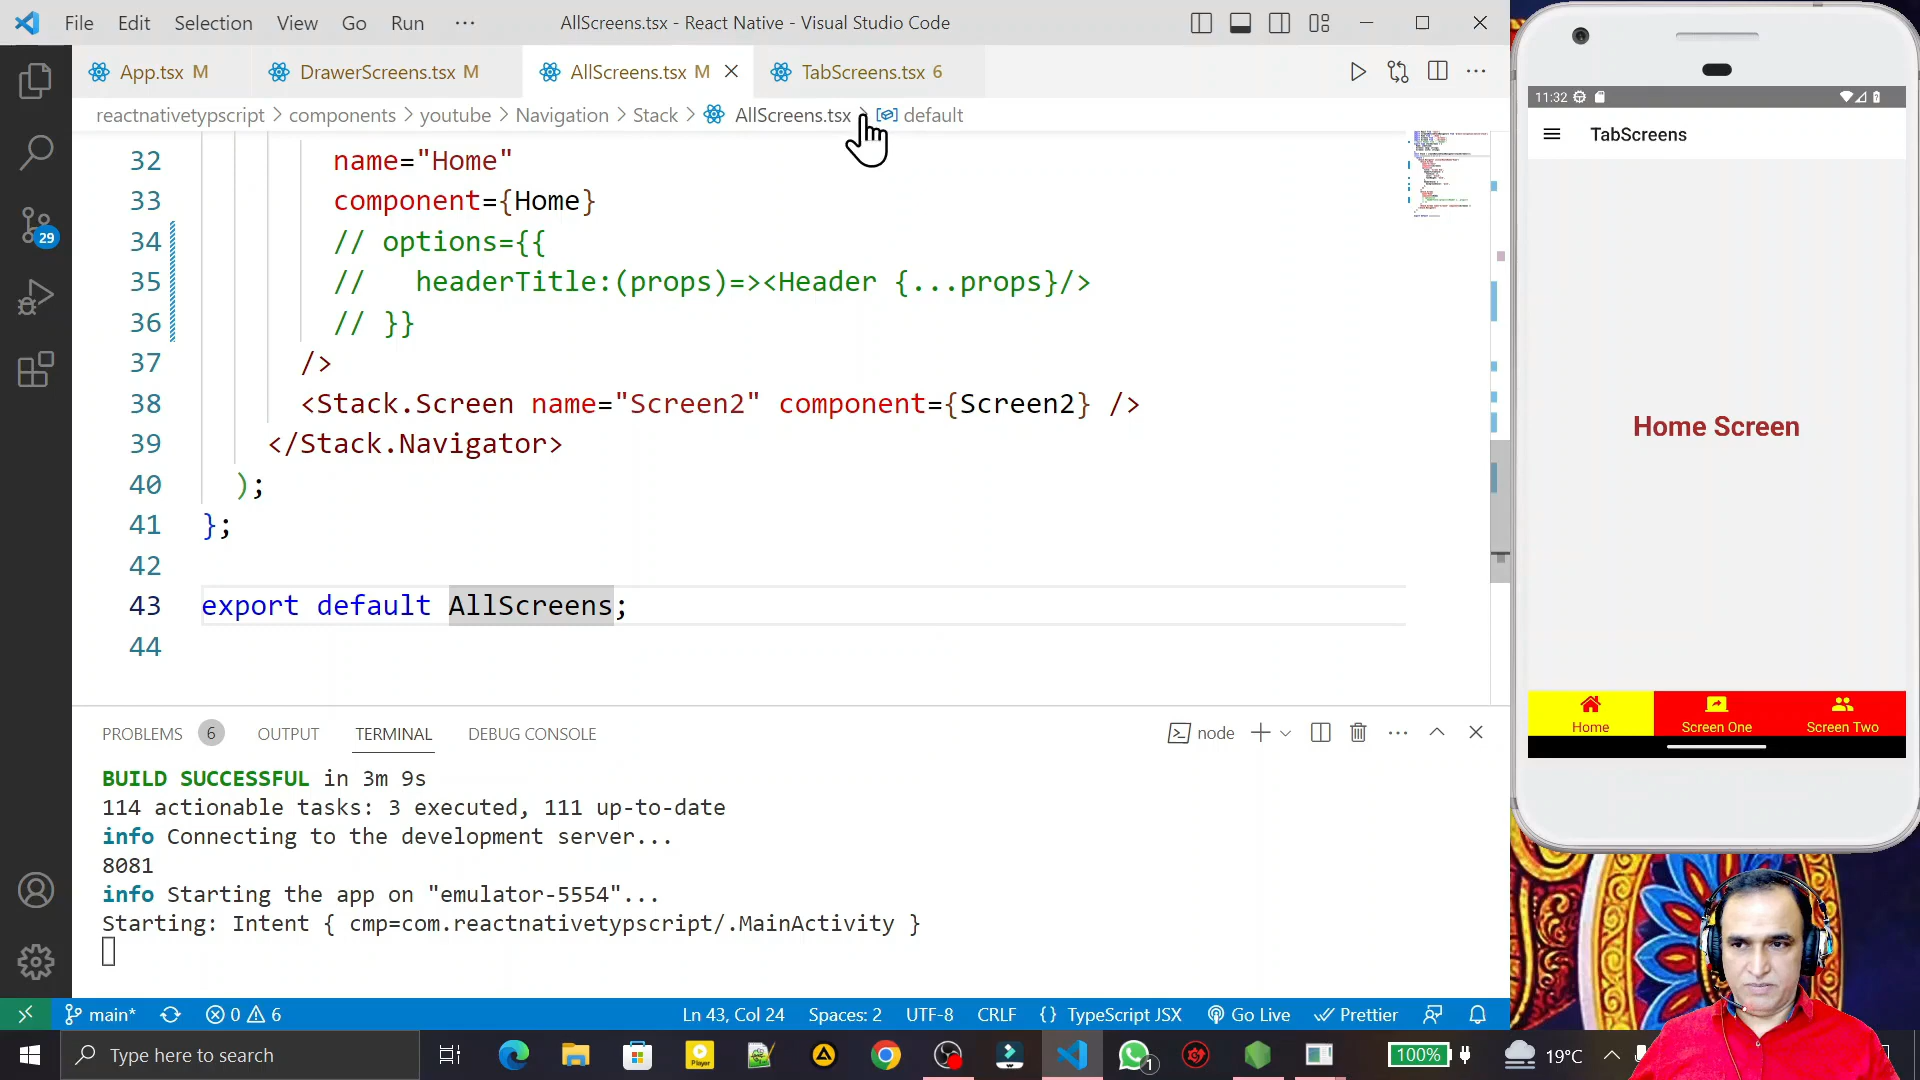 File Edit Selection View Go Run ··· AllScreens.tsx - React Native - Visual Studio Code
App.tsx M DrawerScreens.tsx M AllScreens.tsx M TabScreens.tsx 6
reactnativetypscript > components > youtube > Navigation > Stack > AllScreens.tsx > default
32 name="Home"
33 component={Home}
34 // options={{
35 //   headerTitle:(props)=><Header {...props}/>
36 // }}
37 />
38 <Stack.Screen name="Screen2" component={Screen2} />
39 </Stack.Navigator>
40 );
41 };
42
43 export default AllScreens;
44
29
PROBLEMS 6 OUTPUT TERMINAL DEBUG CONSOLE node
BUILD SUCCESSFUL in 3m 9s
114 actionable tasks: 3 executed, 111 up-to-date
info Connecting to the development server...
8081
info Starting the app on "emulator-5554"...
Starting: Intent { cmp=com.reactnativetypscript/.MainActivity }
main* 0 6 Ln 43, Col 24 Spaces: 2 UTF-8 CRLF {} TypeScript JSX Go Live Prettier
Type here to search Player 1 100% 19°C
11:32
TabScreens
Home Screen
Home Screen One Screen Two